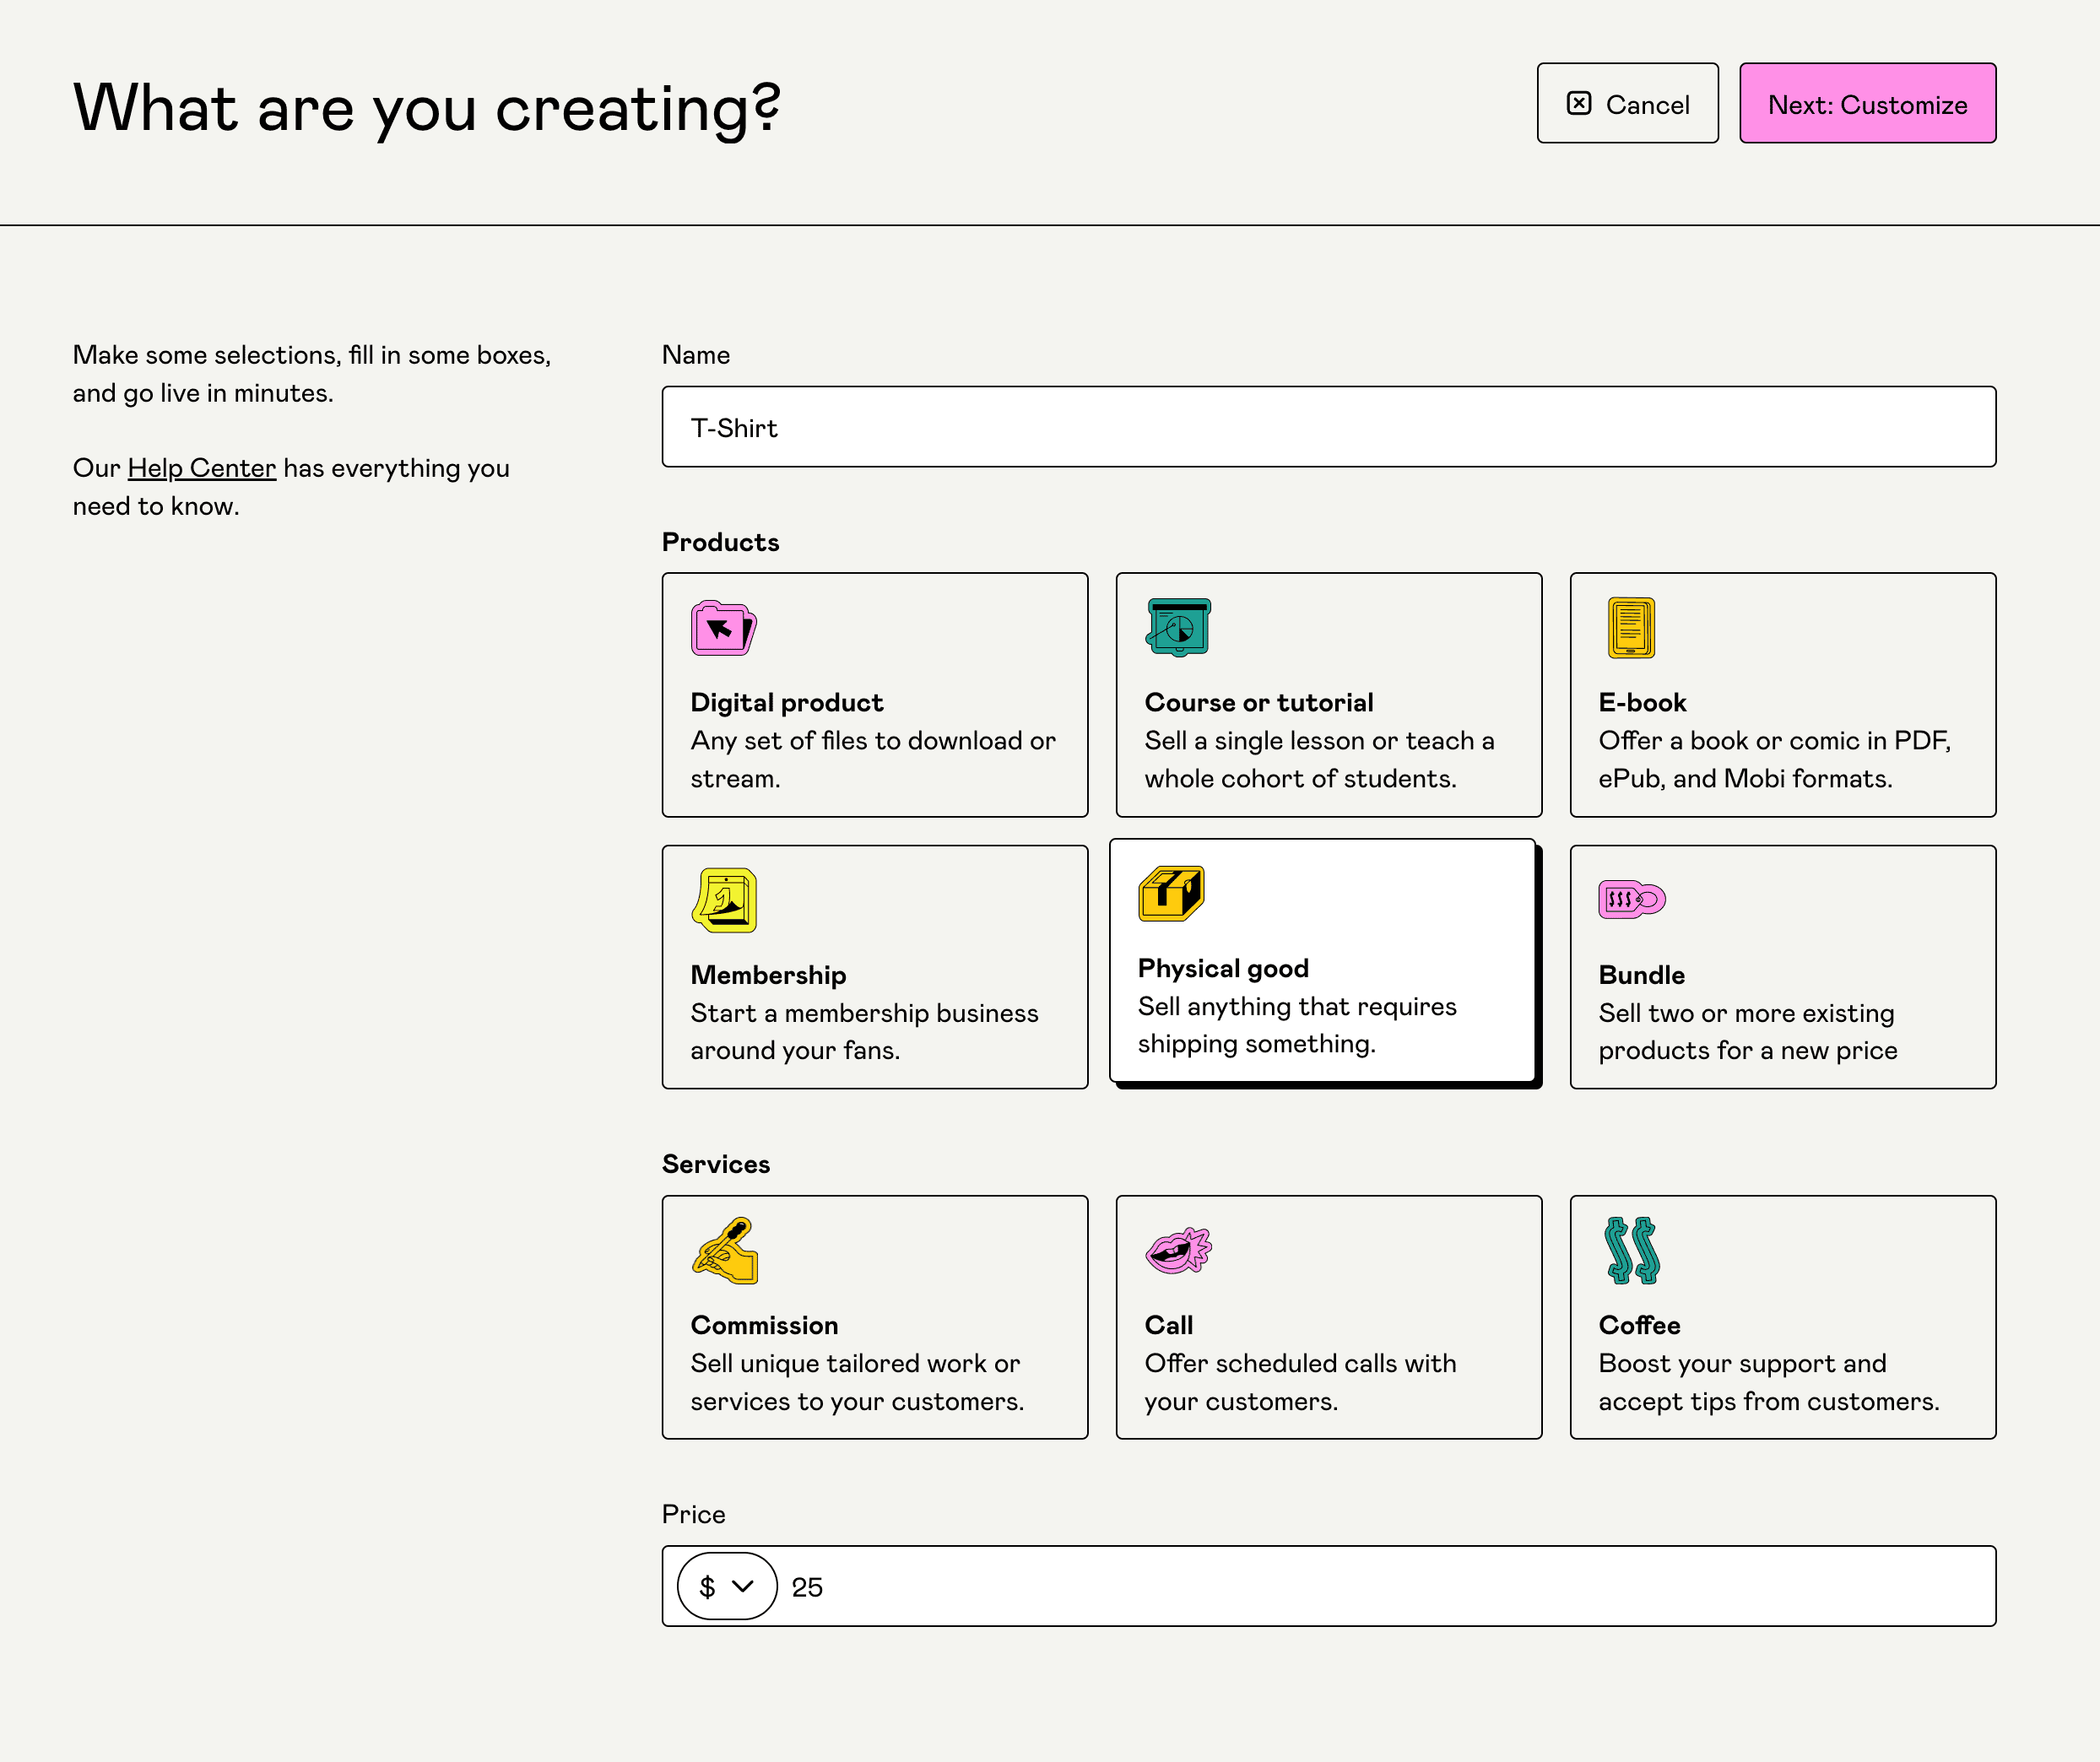 What are you creating?
Cancel
Next: Customize
Make some selections, fill in some boxes,
and go live in minutes.
Our Help Center has everything you
need to know.
Name
T-Shirt
Products
Digital product
Any set of files to download or
stream.
Course or tutorial
Sell a single lesson or teach a
whole cohort of students.
E-book
Offer a book or comic in PDF,
ePub, and Mobi formats.
Membership
Start a membership business
around your fans.
Physical good
Sell anything that requires
shipping something.
Bundle
Sell two or more existing
products for a new price
Services
Commission
Sell unique tailored work or
services to your customers.
Call
Offer scheduled calls with
your customers.
Coffee
Boost your support and
accept tips from customers.
Price
$ 25